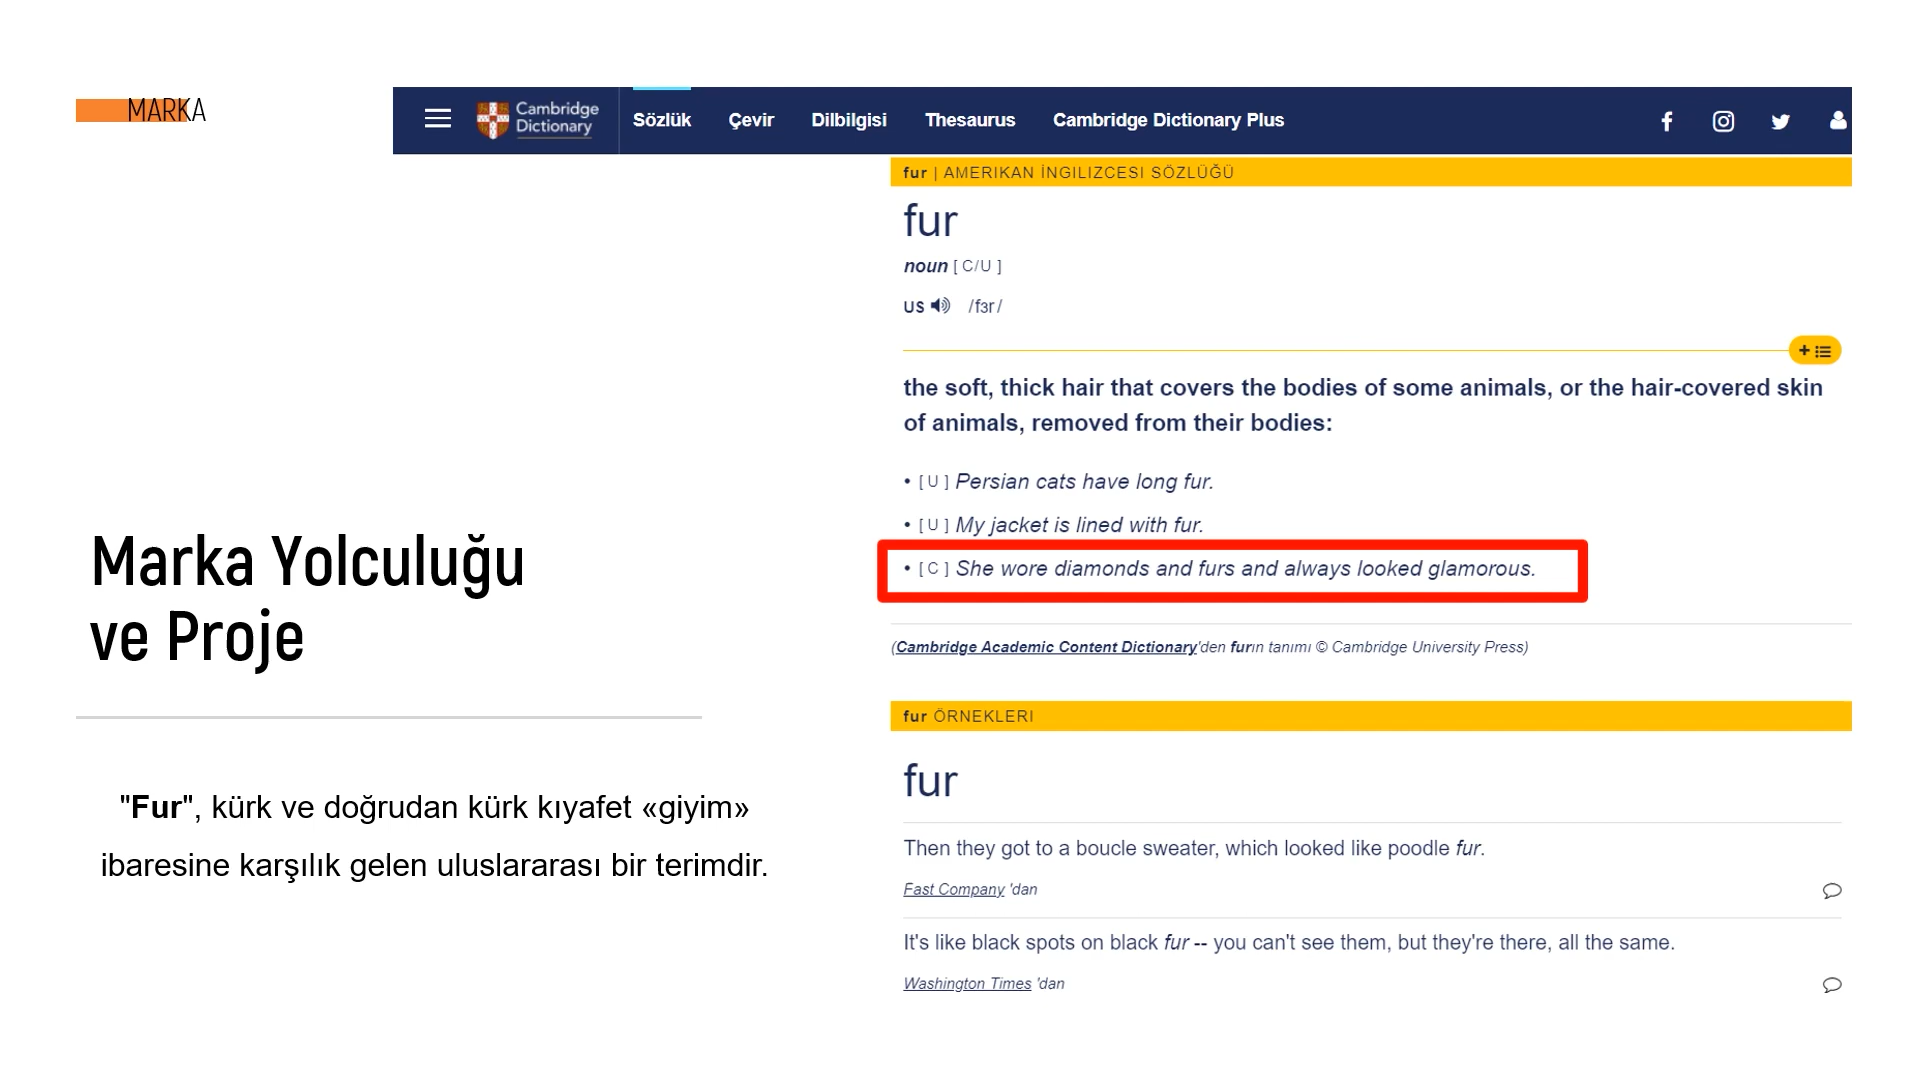 MARKA
Cambridge
Dictionary
Sözlük Çevir Dilbilgisi Thesaurus Cambridge Dictionary Plus
fur | AMERIKAN İNGILIZCESI SÖZLÜĞÜ
fur
noun [ C/U ]
US /fɜr/
the soft, thick hair that covers the bodies of some animals, or the hair-covered skin
of animals, removed from their bodies:
• [ U ] Persian cats have long fur.
• [ U ] My jacket is lined with fur.
• [ C ] She wore diamonds and furs and always looked glamorous.
(Cambridge Academic Content Dictionary'den furın tanımı © Cambridge University Press)
fur ÖRNEKLERI
fur
Then they got to a boucle sweater, which looked like poodle fur.
Fast Company 'dan
It's like black spots on black fur -- you can't see them, but they're there, all the same.
Washington Times 'dan
Marka Yolculuğu
ve Proje
"Fur", kürk ve doğrudan kürk kıyafet «giyim»
ibaresine karşılık gelen uluslararası bir terimdir.